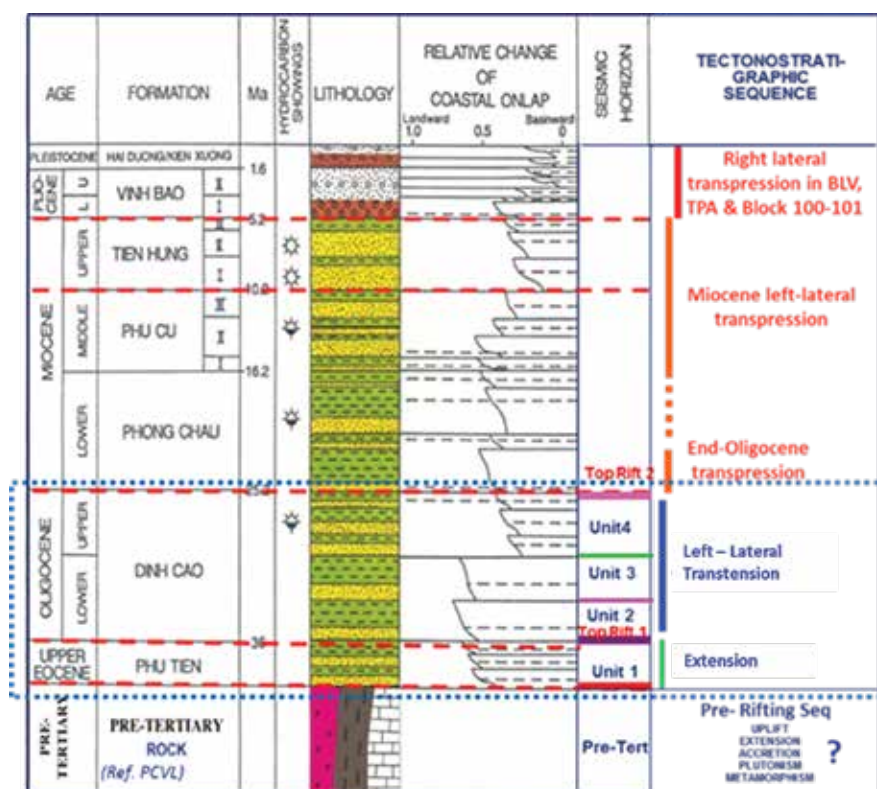 AGE
FORMATION
Ma
HYDROCARBON SHOWINGS
LITHOLOGY
RELATIVE CHANGE
OF
COASTAL ONLAP
Landward
Basinward
1.0
0.5
0
SEISMIC
HORIZON
TECTONOSTRATI-
GRAPHIC
SEQUENCE
PLEISTOCENE
HAI DUONG/KIEN XUONG
1.6
PLIO-
CENE
U
L
VINH BAO
II
I
5.2
Right lateral
transpression in BLV,
TPA & Block 100-101
MIOCENE
UPPER
TIEN HUNG
III
II
I
MIDDLE
PHU CU
III
II
I
16.2
LOWER
PHONG CHAU
Miocene left-lateral
transpression
End-Oligocene
transpression
Top Rift 2
OLIGOCENE
UPPER
LOWER
DINH CAO
Unit4
Unit 3
Unit 2
Top Rift 1
Left – Lateral
Transtension
36
UPPER
EOCENE
PHU TIEN
Unit 1
Extension
PRE-
TERTIARY
PRE-TERTIARY
ROCK
(Ref. PCVL)
Pre-Tert
Pre- Rifting Seq
UPLIFT
EXTENSION
ACCRETION
PLUTONISM
METAMORPHISM
?